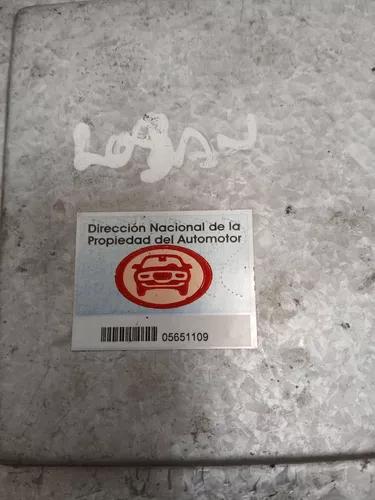 LOGAN
Dirección Nacional de la
Propiedad del Automotor
05651109